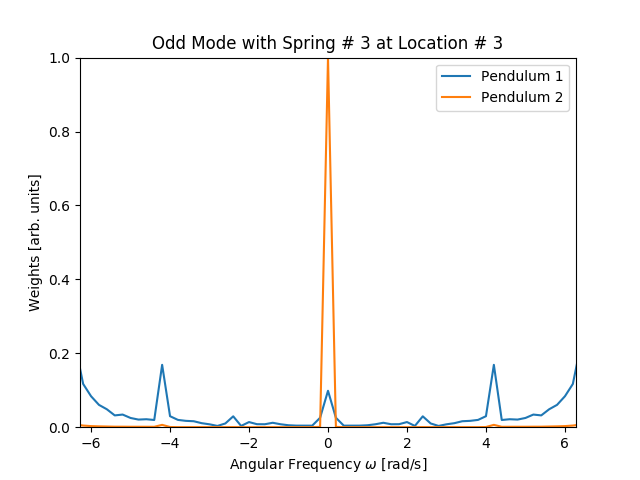 Odd Mode with Spring # 3 at Location # 3
Pendulum 1
Pendulum 2
Weights [arb. units]
1.0
0.8
0.6
0.4
0.2
0.0
−6 −4 −2 0 2 4 6
Angular Frequency ω [rad/s]